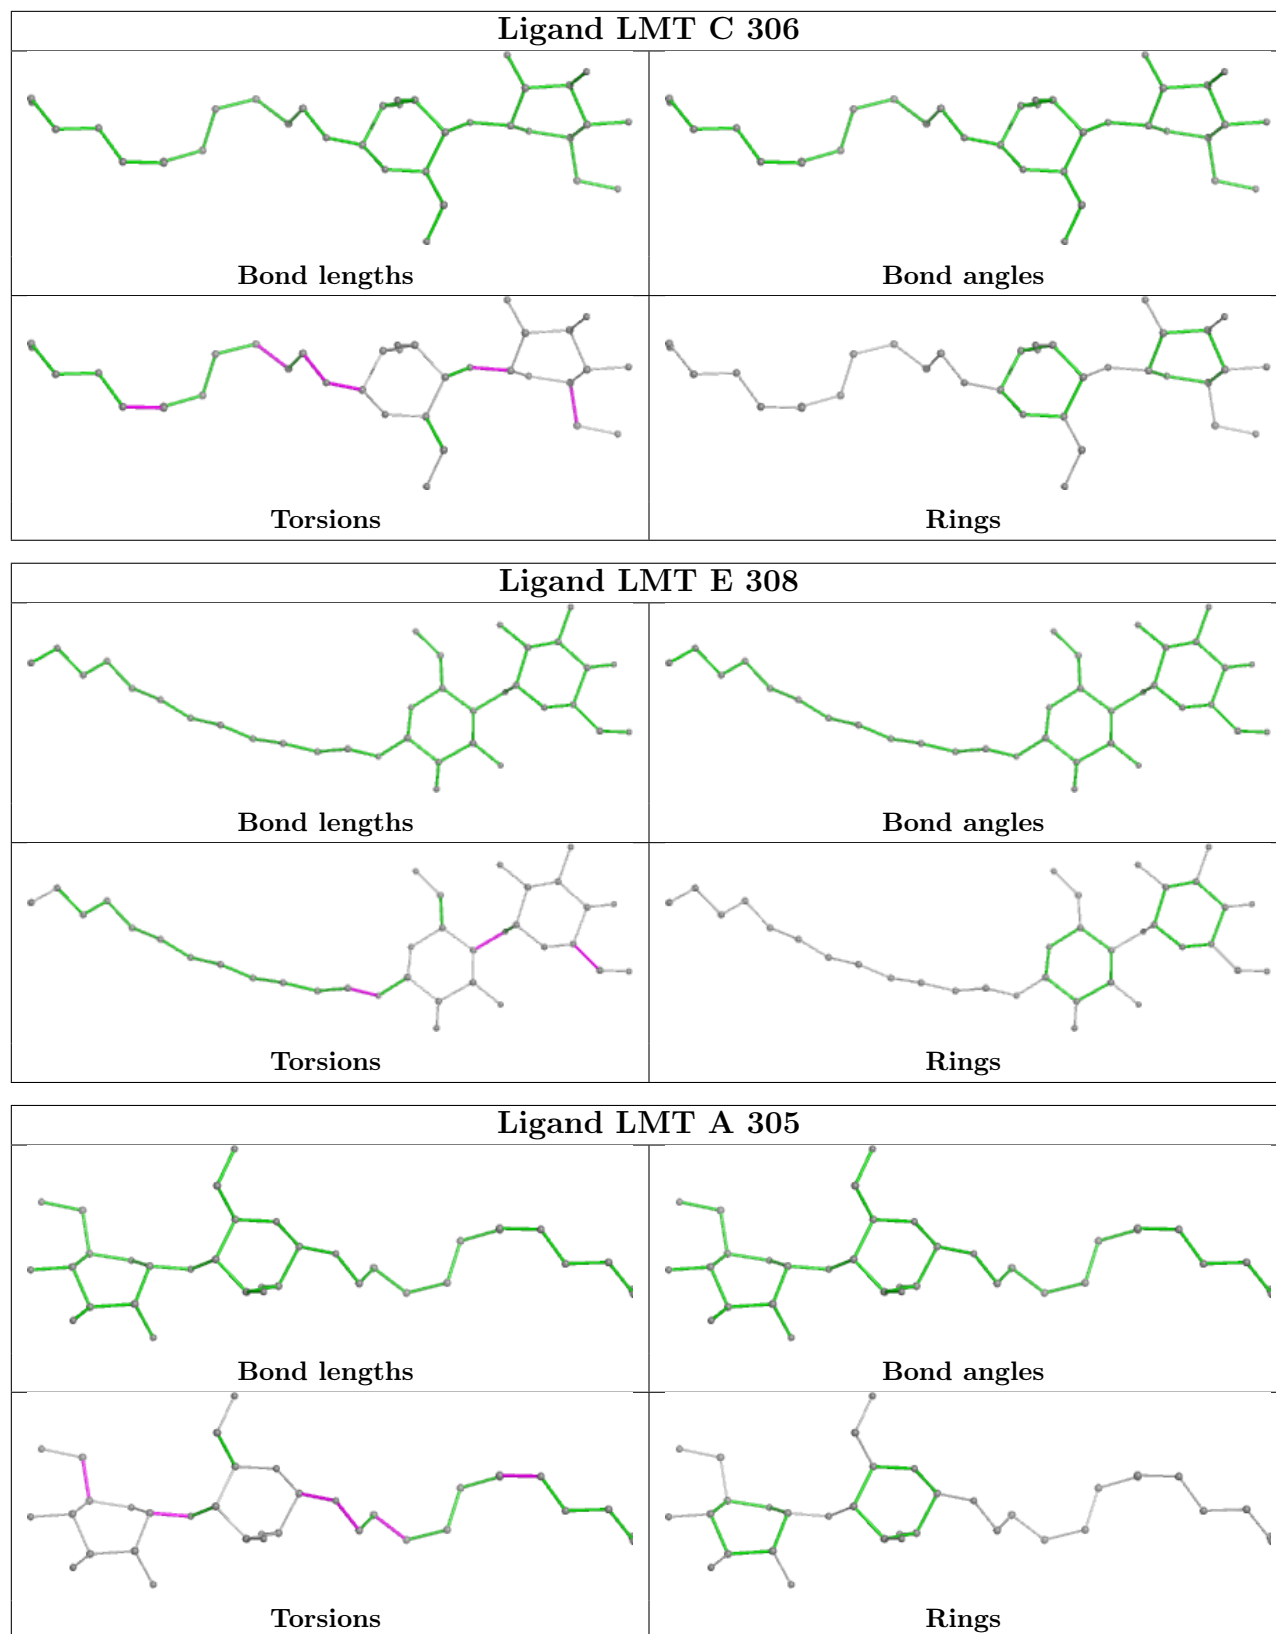 Ligand LMT C 306
Bond lengths
Bond angles
Torsions
Rings
Ligand LMT E 308
Bond lengths
Bond angles
Torsions
Rings
Ligand LMT A 305
Bond lengths
Bond angles
Torsions
Rings